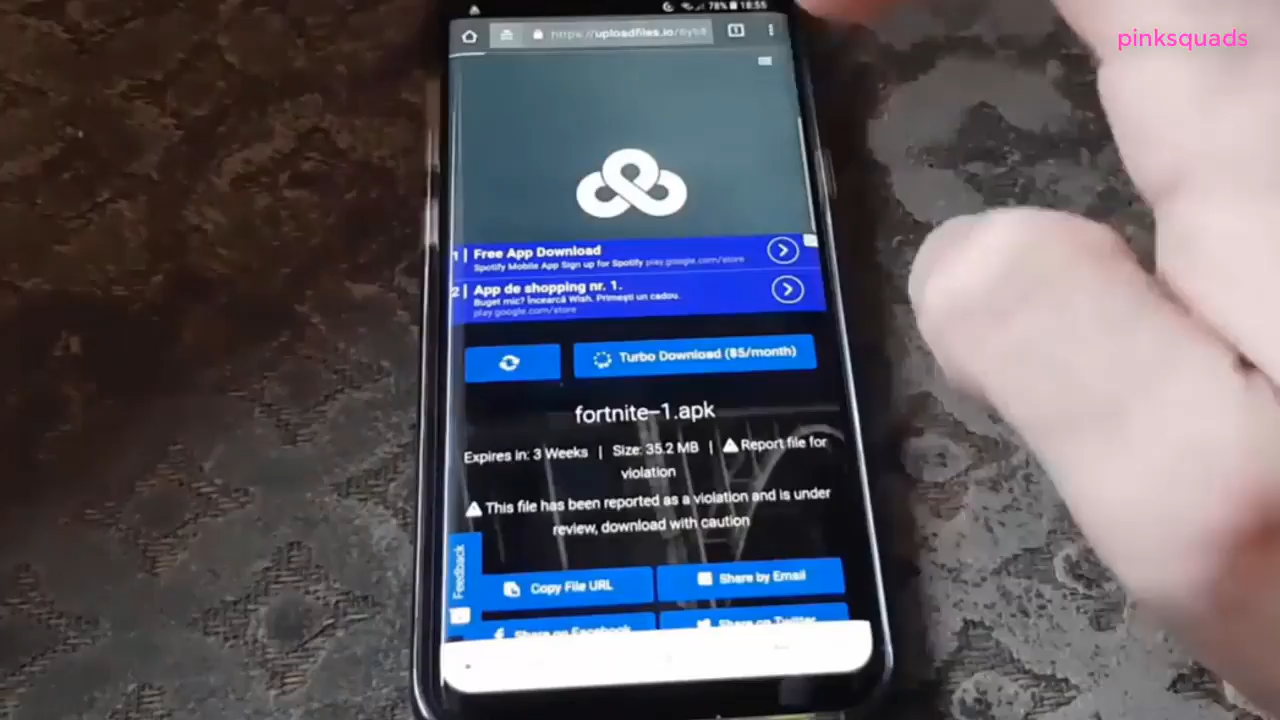 78% 18:55
pinksquads
https://uploadfiles.io/
Free App Download
Spotify Mobile App Sign up for Spotify play.google.com/store
2 | App de shopping nr. 1.
Buget mic? Încearcă Wish. Primești un cadou.
play.google.com/store
Turbo Download ($5/month)
fortnite-1.apk
Expires in: 3 Weeks | Size: 35.2 MB | Report file for
violation
This file has been reported as a violation and is under
review, download with caution
Feedback
Copy File URL
Share by Email
Share on Facebook
Share on Twitter